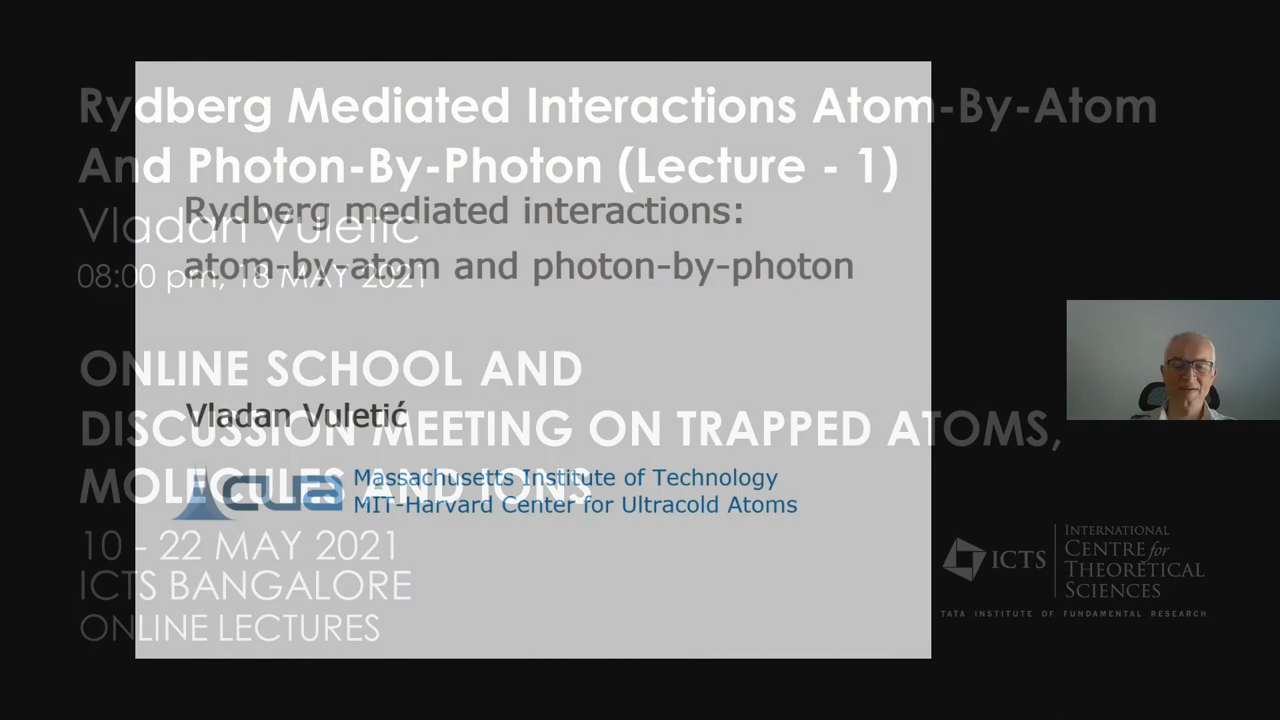 Rydberg Mediated Interactions Atom-By-Atom
And Photon-By-Photon (Lecture - 1)
Rydberg mediated interactions:
Vladan Vuletic
atom-by-atom and photon-by-photon
08:00 pm, 18 MAY 2021
ONLINE SCHOOL AND
Vladan Vuletić
DISCUSSION MEETING ON TRAPPED ATOMS,
MOLECULES AND IONS
cua
Massachusetts Institute of Technology
MIT-Harvard Center for Ultracold Atoms
10 - 22 MAY 2021
ICTS BANGALORE
ONLINE LECTURES
ICTS
INTERNATIONAL
CENTRE for
THEORETICAL
SCIENCES
TATA INSTITUTE OF FUNDAMENTAL RESEARCH